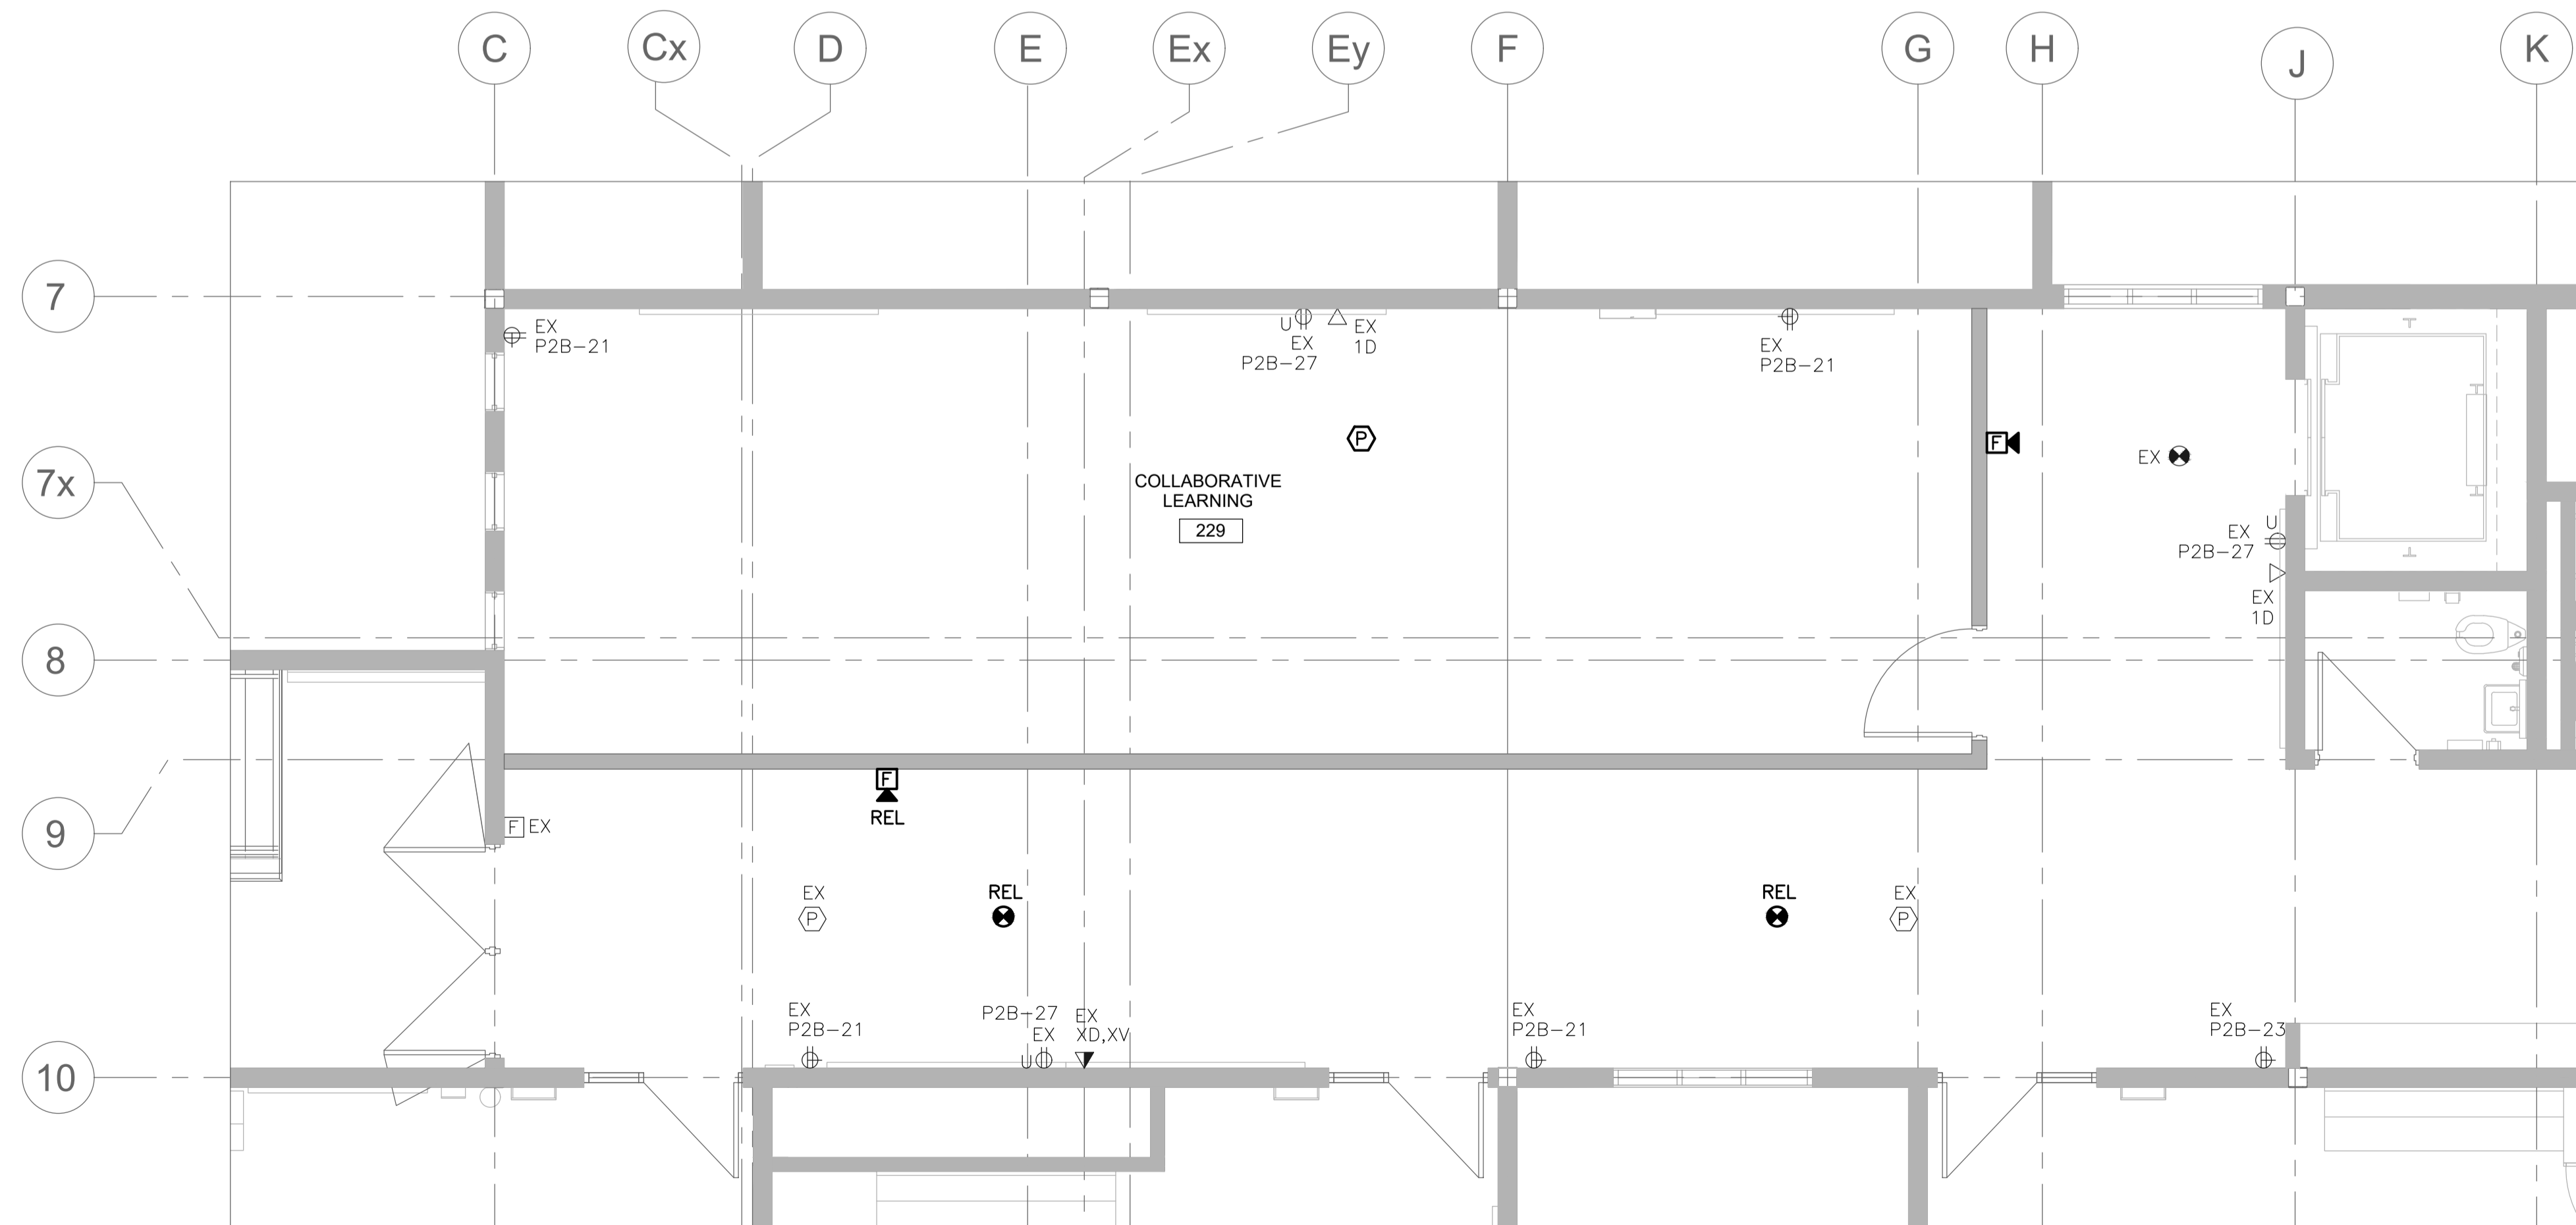 C
Cx
D
E
Ex
Ey
F
G
H
J
K
7
7x
8
9
10
EX
P2B-21
U
EX
P2B-27
EX
1D
EX
P2B-21
P
F
EX
COLLABORATIVE
LEARNING
229
U
EX
P2B-27
EX
1D
F
REL
F EX
EX
P
REL
REL
EX
P
EX
P2B-21
P2B-27
EX
U
EX
XD,XV
EX
P2B-21
EX
P2B-23